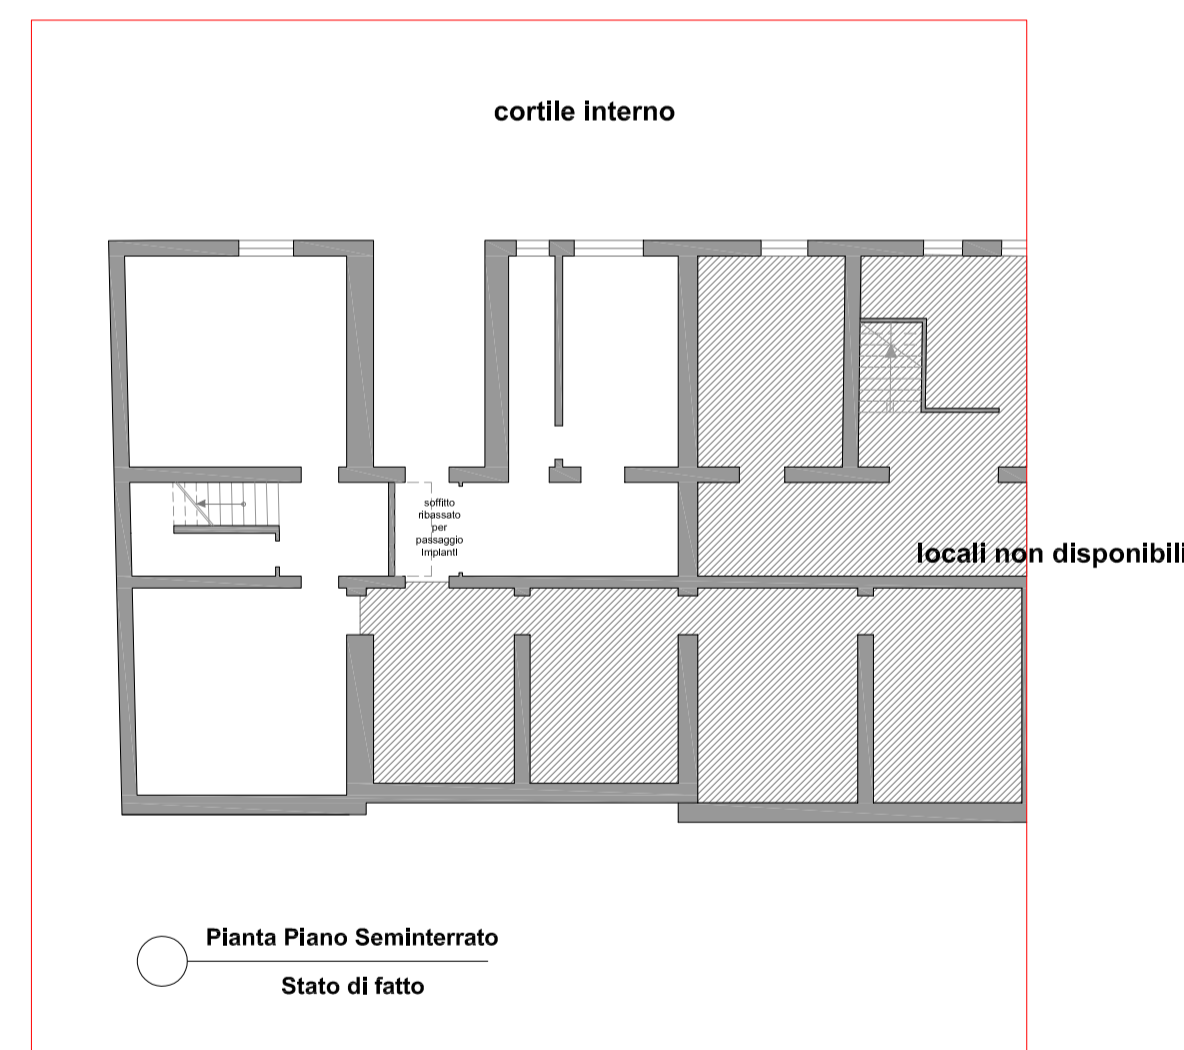 cortile interno
soffitto
ribassato
per
passaggio
Impianti
locali non disponibili
Pianta Piano Seminterrato
Stato di fatto